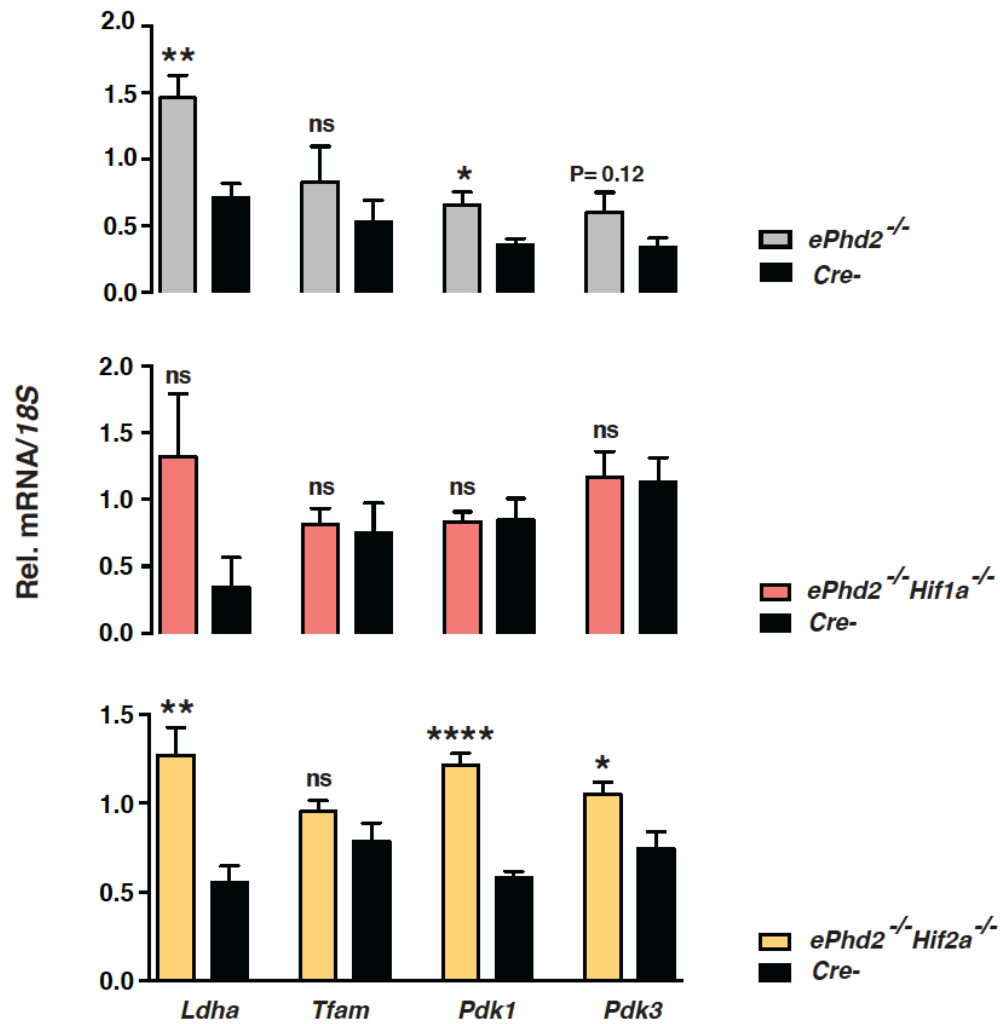 Rel. mRNA/18S
2.0
1.5
1.0
0.5
0.0
**
ns
*
P= 0.12
ePhd2 -/-
Cre-
2.0
1.5
1.0
0.5
0.0
ns
ns
ns
ns
ePhd2 -/- Hif1a -/-
Cre-
1.5
1.0
0.5
0.0
**
ns
****
*
ePhd2 -/- Hif2a -/-
Cre-
Ldha Tfam Pdk1 Pdk3